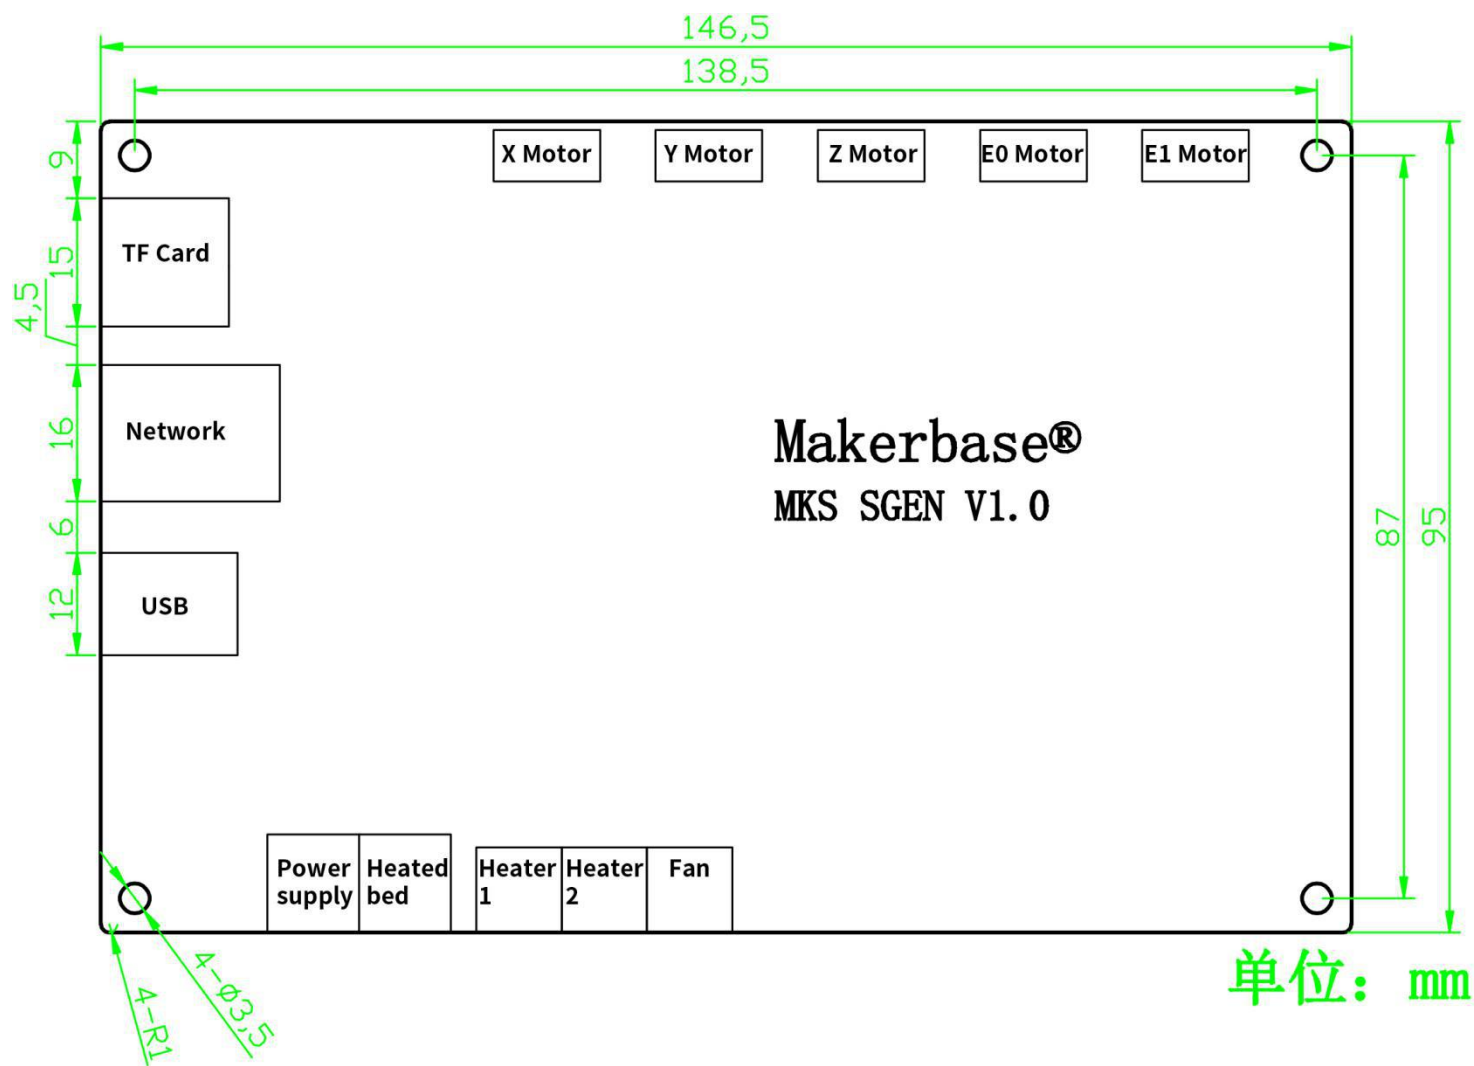 146,5
138,5
9
X Motor
Y Motor
Z Motor
E0 Motor
E1 Motor
15
TF Card
4,5
16
Network
Makerbase®
MKS SGEN V1.0
6
87
95
12
USB
Power
supply
Heated
bed
Heater
1
Heater
2
Fan
4-ø3,5
4-R1
单位：mm